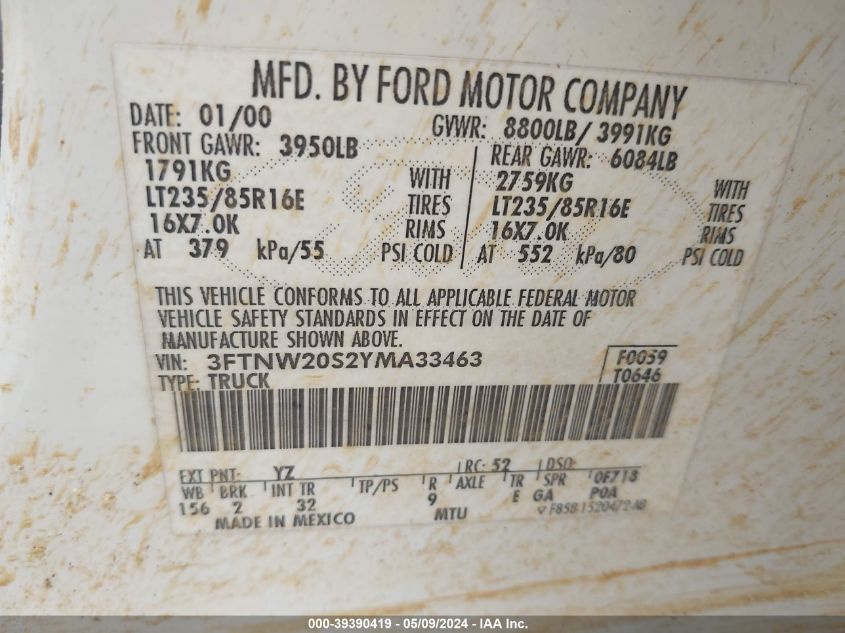 MFD. BY FORD MOTOR COMPANY
DATE: 01/00 GVWR: 8800LB/ 3991KG
FRONT GAWR: 3950LB REAR GAWR: 6084LB
1791KG WITH 2759KG WITH
LT235/85R16E TIRES LT235/85R16E TIRES
16X7.0K RIMS 16X7.0K RIMS
AT 379 kPa/55 PSI COLD AT 552 kPa/80 PSI COLD
THIS VEHICLE CONFORMS TO ALL APPLICABLE FEDERAL MOTOR
VEHICLE SAFETY STANDARDS IN EFFECT ON THE DATE OF
MANUFACTURE SHOWN ABOVE.
VIN: 3FTNW20S2YMA33463 F0039
TYPE: TRUCK T0646
EXT PNT: YZ RC: 52 DSO:
WB BRK INT TR TP/PS R AXLE TR SPR 0F718
156 2 32 9 E GA POA
MADE IN MEXICO MTU
000-39390419 - 05/09/2024 - IAA Inc.